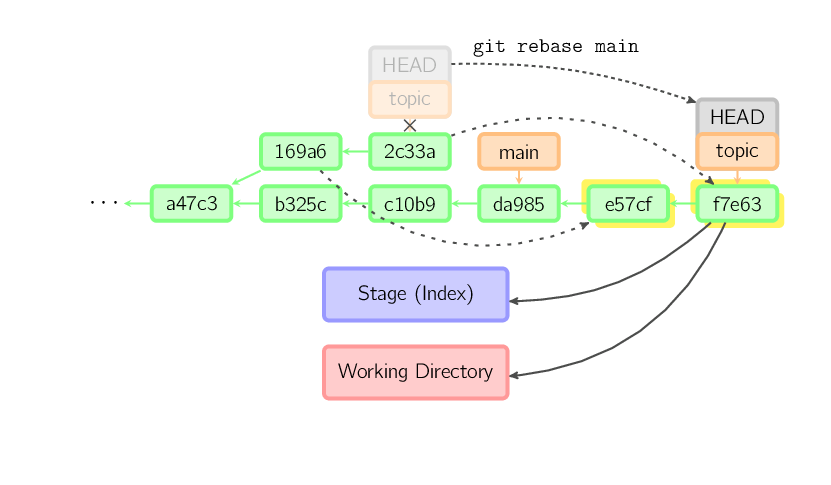 git rebase main
HEAD
topic
HEAD
topic
169a6
2c33a
main
...
a47c3
b325c
c10b9
da985
e57cf
f7e63
Stage (Index)
Working Directory